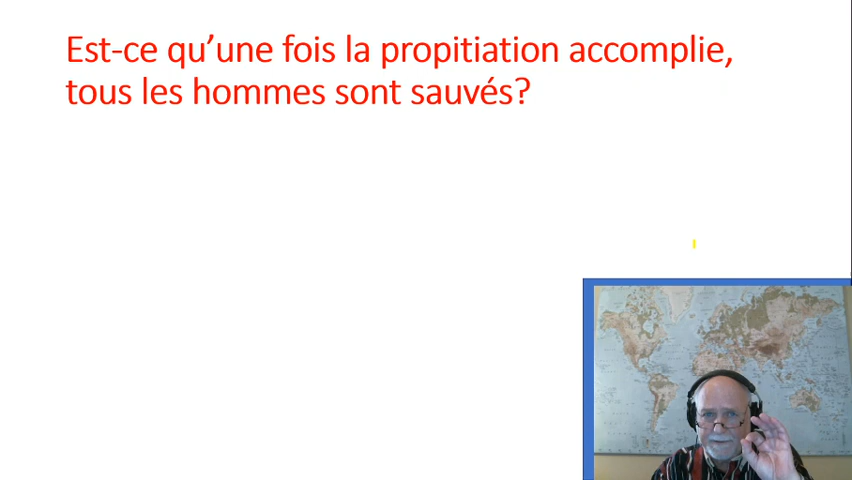 Est-ce qu’une fois la propitiation accomplie,
tous les hommes sont sauvés?